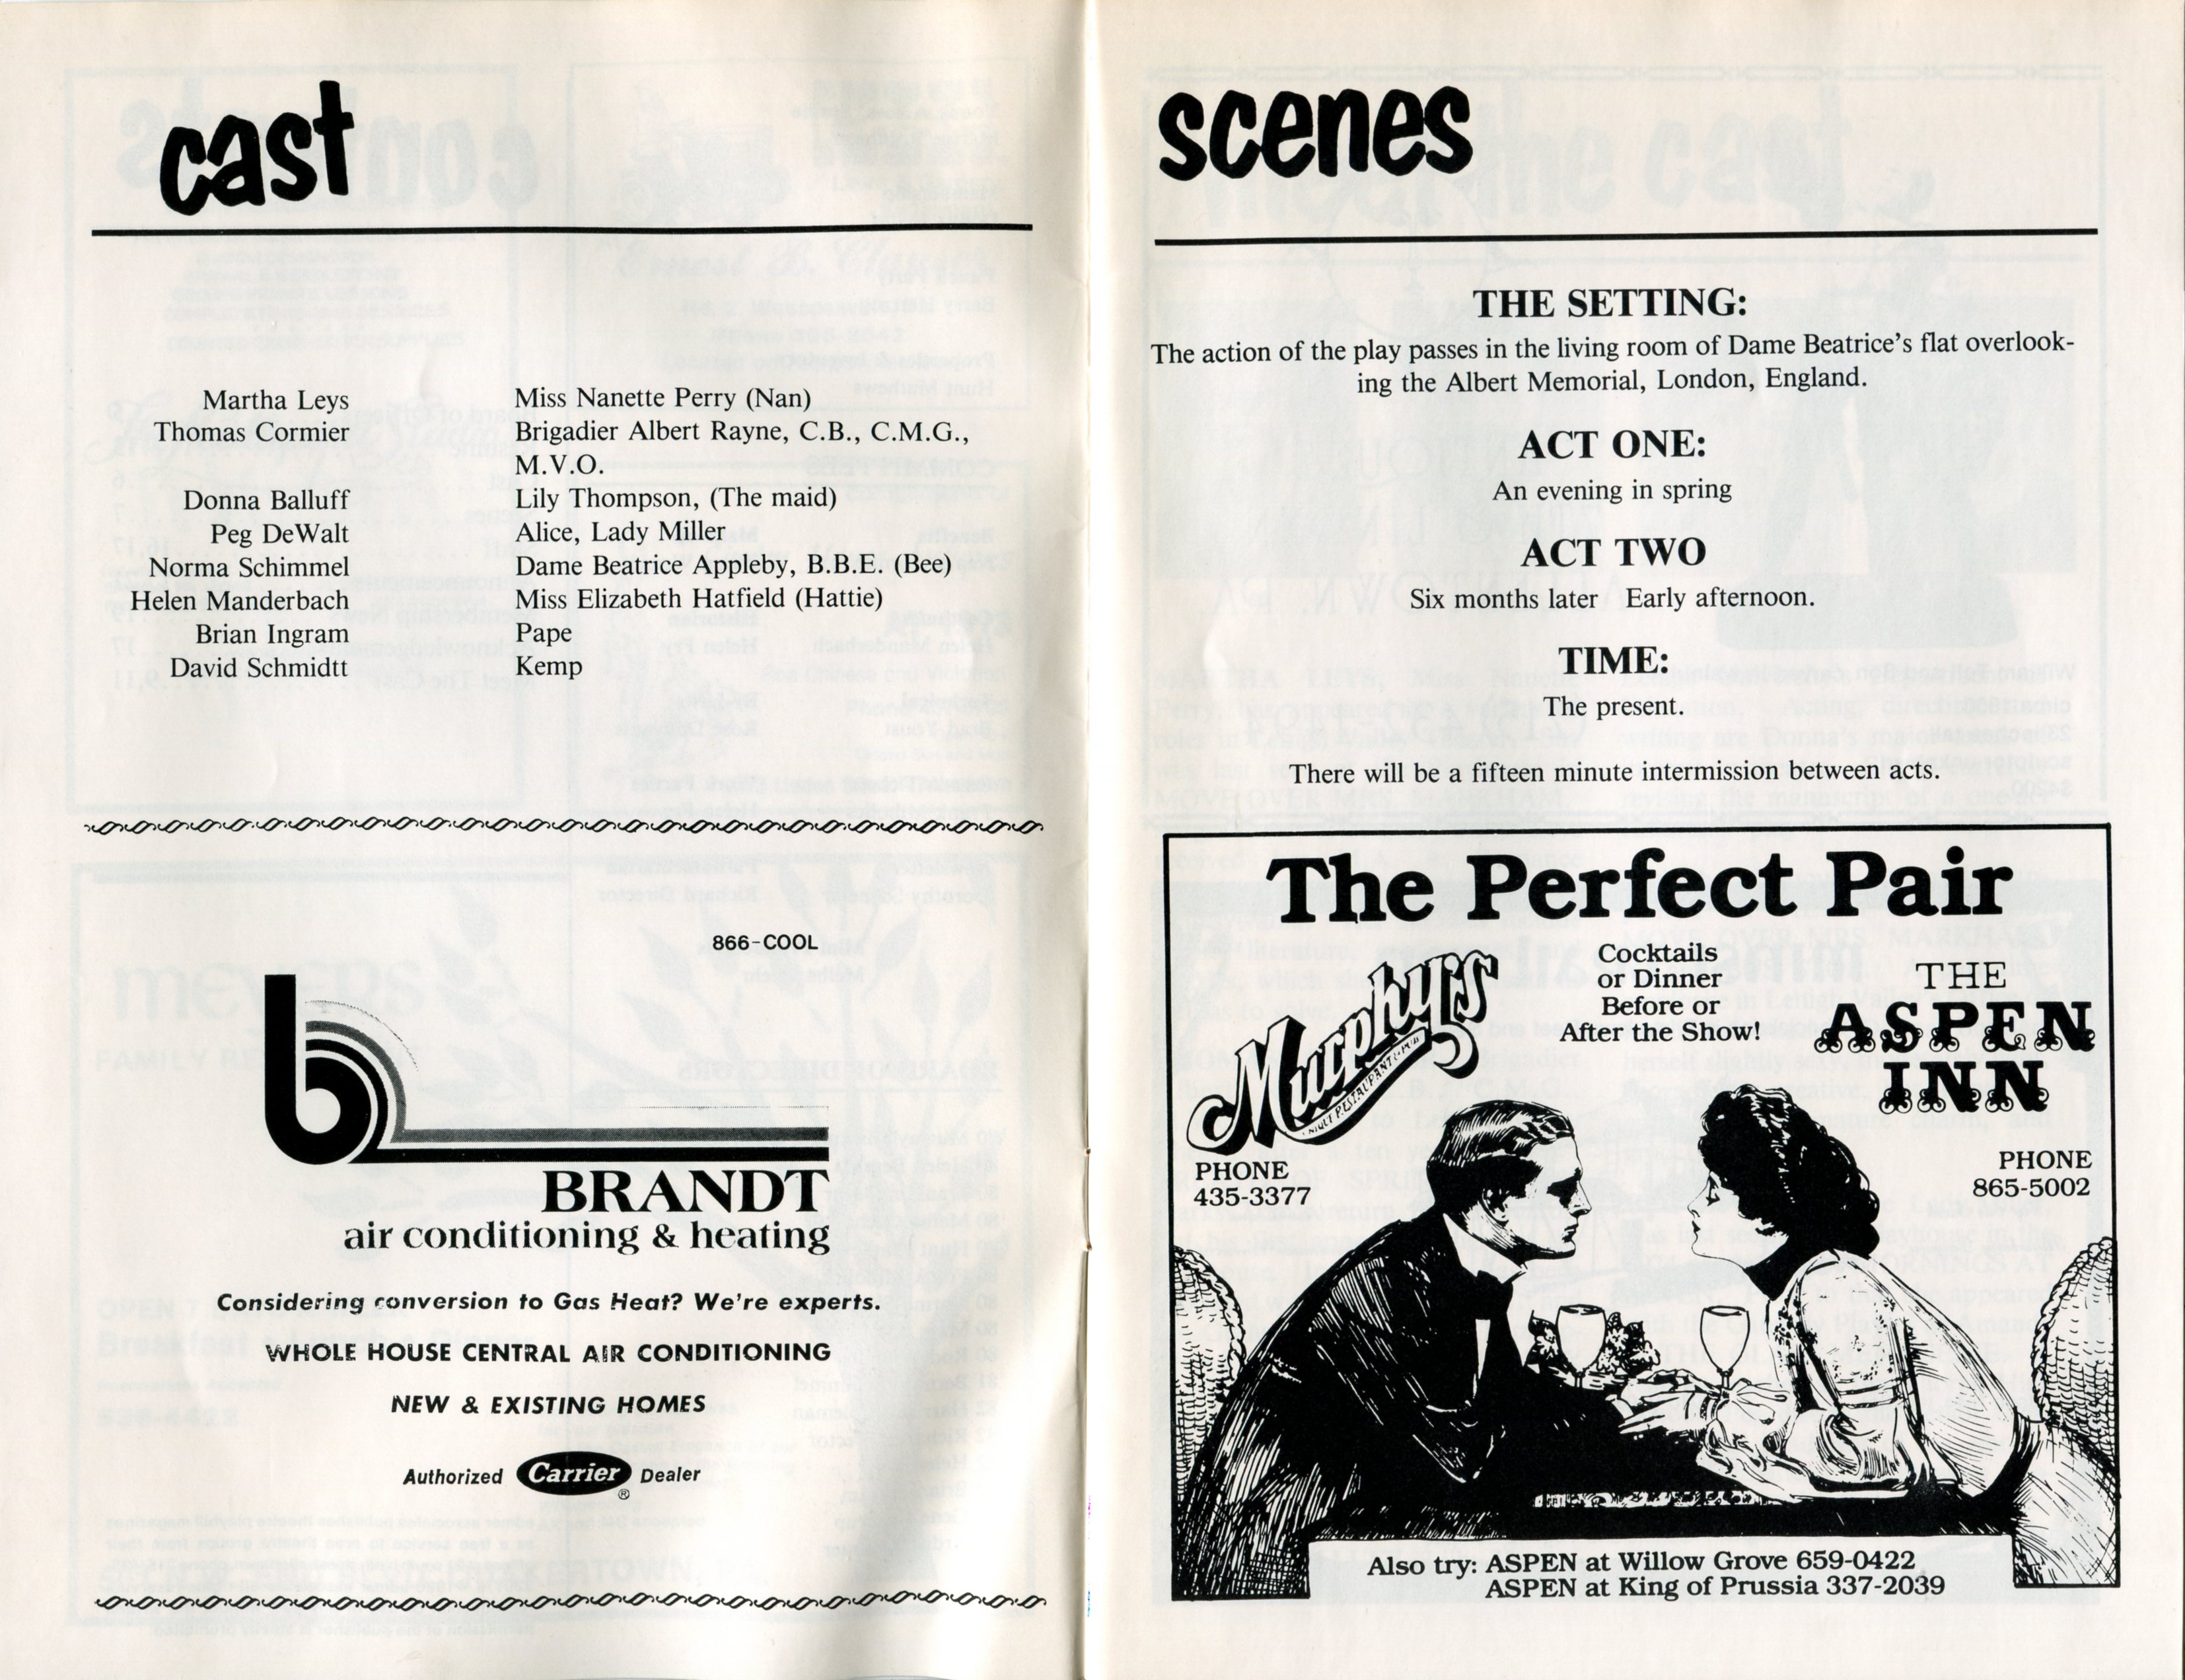 cast
Martha Leys Miss Nanette Perry (Nan)
Thomas Cormier Brigadier Albert Rayne, C.B., C.M.G.,
M.V.O.
Donna Balluff Lily Thompson, (The maid)
Peg DeWalt Alice, Lady Miller
Norma Schimmel Dame Beatrice Appleby, B.B.E. (Bee)
Helen Manderbach Miss Elizabeth Hatfield (Hattie)
Brian Ingram Pape
David Schmidtt Kemp
866-COOL
b
BRANDT
air conditioning & heating
Considering conversion to Gas Heat? We're experts.
WHOLE HOUSE CENTRAL AIR CONDITIONING
NEW & EXISTING HOMES
Authorized Carrier ® Dealer
scenes
THE SETTING:
The action of the play passes in the living room of Dame Beatrice's flat overlook-
ing the Albert Memorial, London, England.
ACT ONE:
An evening in spring
ACT TWO
Six months later Early afternoon.
TIME:
The present.
There will be a fifteen minute intermission between acts.
The Perfect Pair
Murphy's
RESTAURANT & PUB
PHONE
435-3377
Cocktails
or Dinner
Before or
After the Show!
THE
ASPEN
INN
PHONE
865-5002
Also try: ASPEN at Willow Grove 659-0422
ASPEN at King of Prussia 337-2039